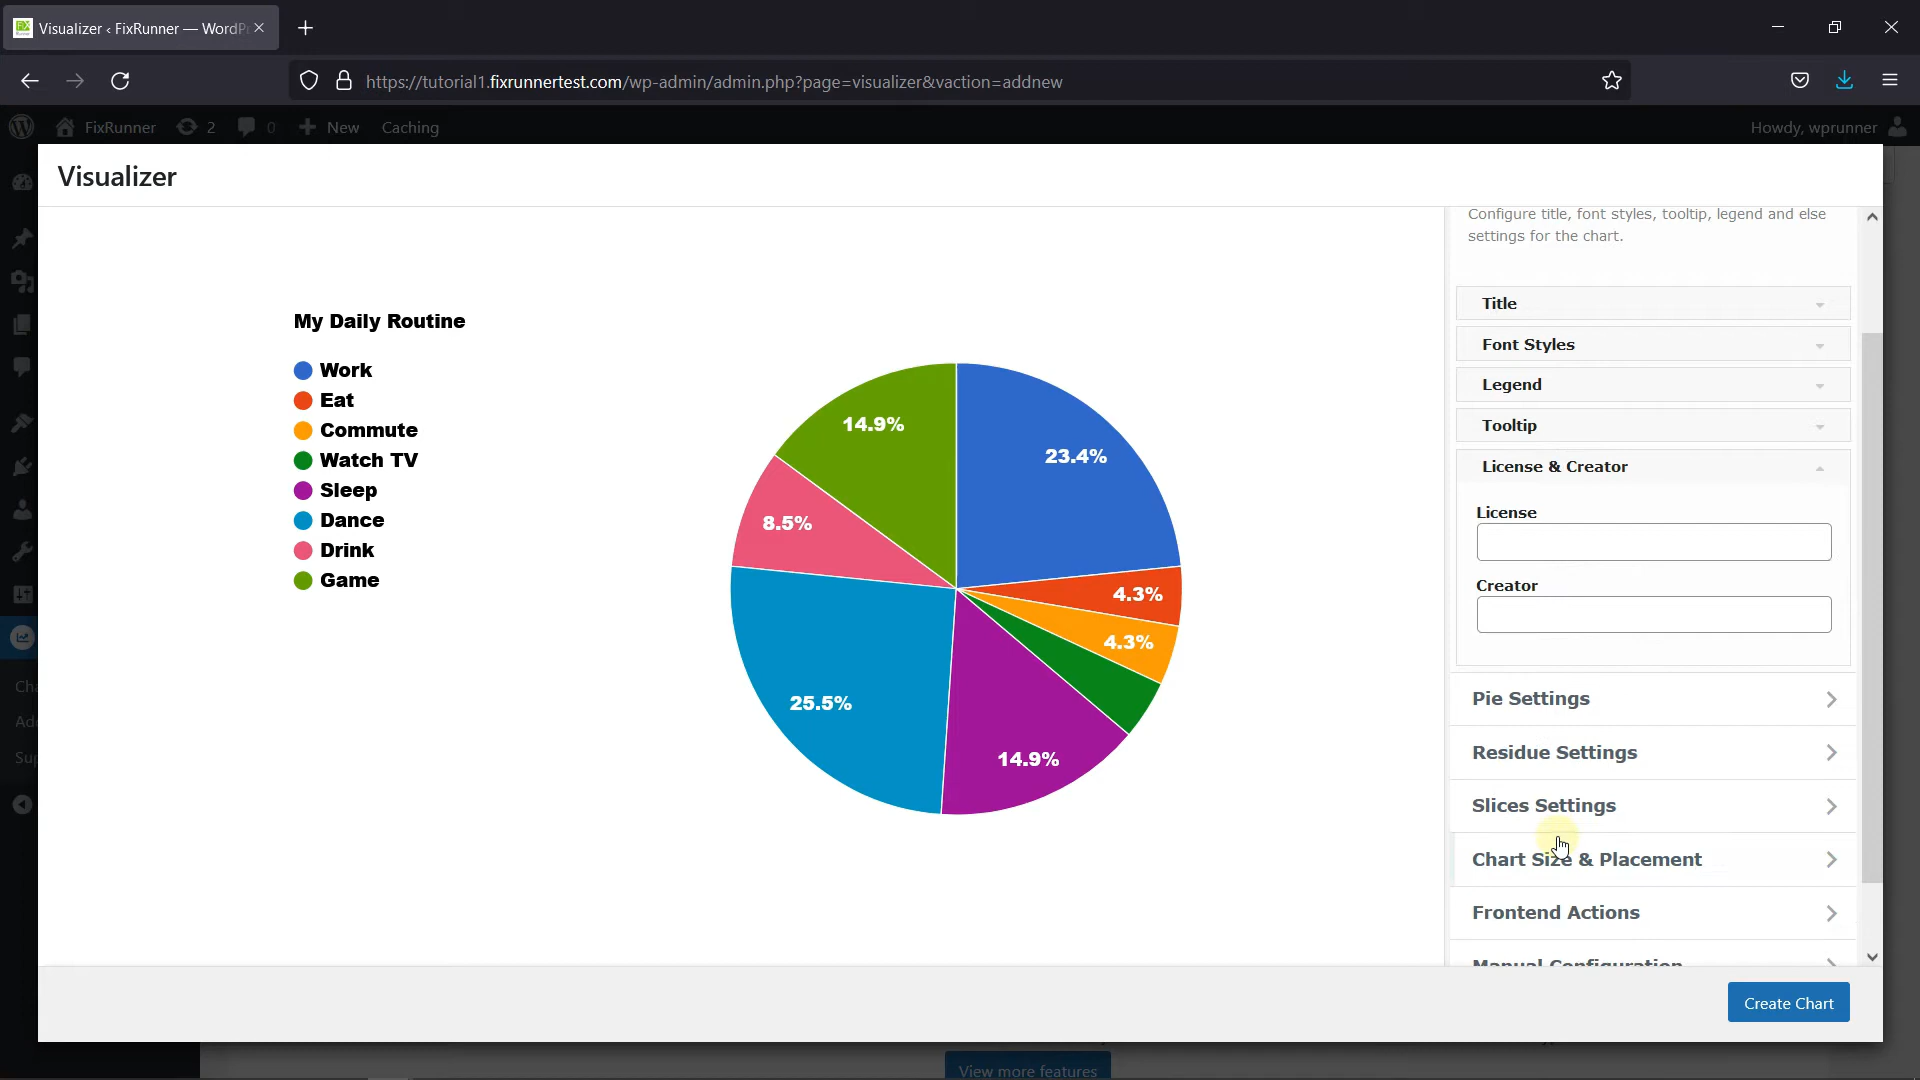 Visualizer ‹ FixRunner — WordP
https://tutorial1.fixrunnertest.com/wp-admin/admin.php?page=visualizer&vaction=addnew
FixRunner 2 0 New Caching Howdy, wprunner
Visualizer
Configure title, font styles, tooltip, legend and else
settings for the chart.
My Daily Routine
Work
Eat
Commute
Watch TV
Sleep
Dance
Drink
Game
14.9%
23.4%
8.5%
4.3%
4.3%
25.5%
14.9%
Title
Font Styles
Legend
Tooltip
License & Creator
License
Creator
Pie Settings
Residue Settings
Slices Settings
Chart Size & Placement
Frontend Actions
Manual Configuration
Create Chart
View more features